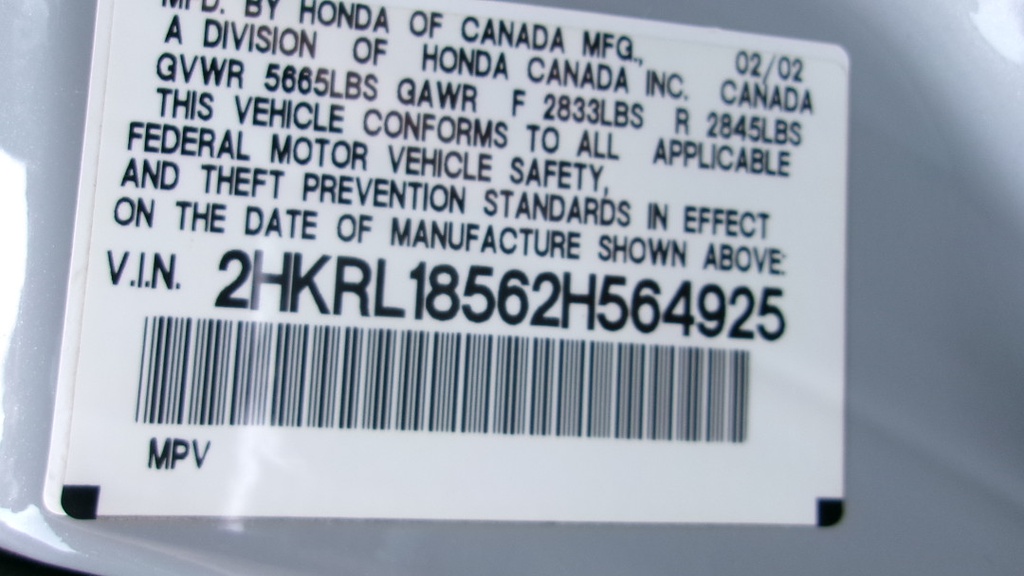 MFD. BY HONDA OF CANADA MFG., 02/02
A DIVISION OF HONDA CANADA INC. CANADA
GVWR 5665LBS GAWR F 2833LBS R 2845LBS
THIS VEHICLE CONFORMS TO ALL APPLICABLE
FEDERAL MOTOR VEHICLE SAFETY,
AND THEFT PREVENTION STANDARDS IN EFFECT
ON THE DATE OF MANUFACTURE SHOWN ABOVE:
V.I.N. 2HKRL18562H564925
MPV